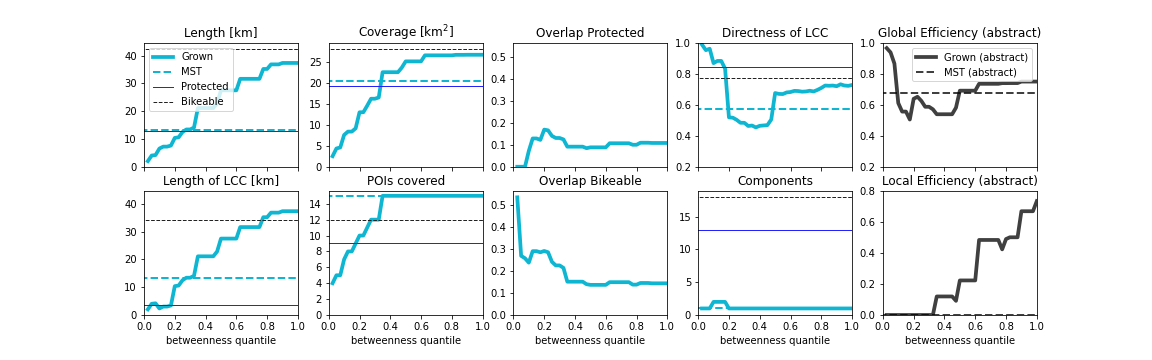 Length [km]
Coverage [km²]
Overlap Protected
Directness of LCC
Global Efficiency (abstract)
Grown
MST
Protected
Bikeable
Grown (abstract)
MST (abstract)
40
30
20
10
0
25
20
15
10
5
0
0.5
0.4
0.3
0.2
0.1
0.0
1.0
0.8
0.6
0.4
0.2
1.0
0.8
0.6
0.4
0.2
Length of LCC [km]
POIs covered
Overlap Bikeable
Components
Local Efficiency (abstract)
40
30
20
10
0
14
12
10
8
6
4
2
0
0.5
0.4
0.3
0.2
0.1
0.0
15
10
5
0
0.8
0.6
0.4
0.2
0.0
0.0 0.2 0.4 0.6 0.8 1.0
0.0 0.2 0.4 0.6 0.8 1.0
0.0 0.2 0.4 0.6 0.8 1.0
0.0 0.2 0.4 0.6 0.8 1.0
0.0 0.2 0.4 0.6 0.8 1.0
betweenness quantile
betweenness quantile
betweenness quantile
betweenness quantile
betweenness quantile